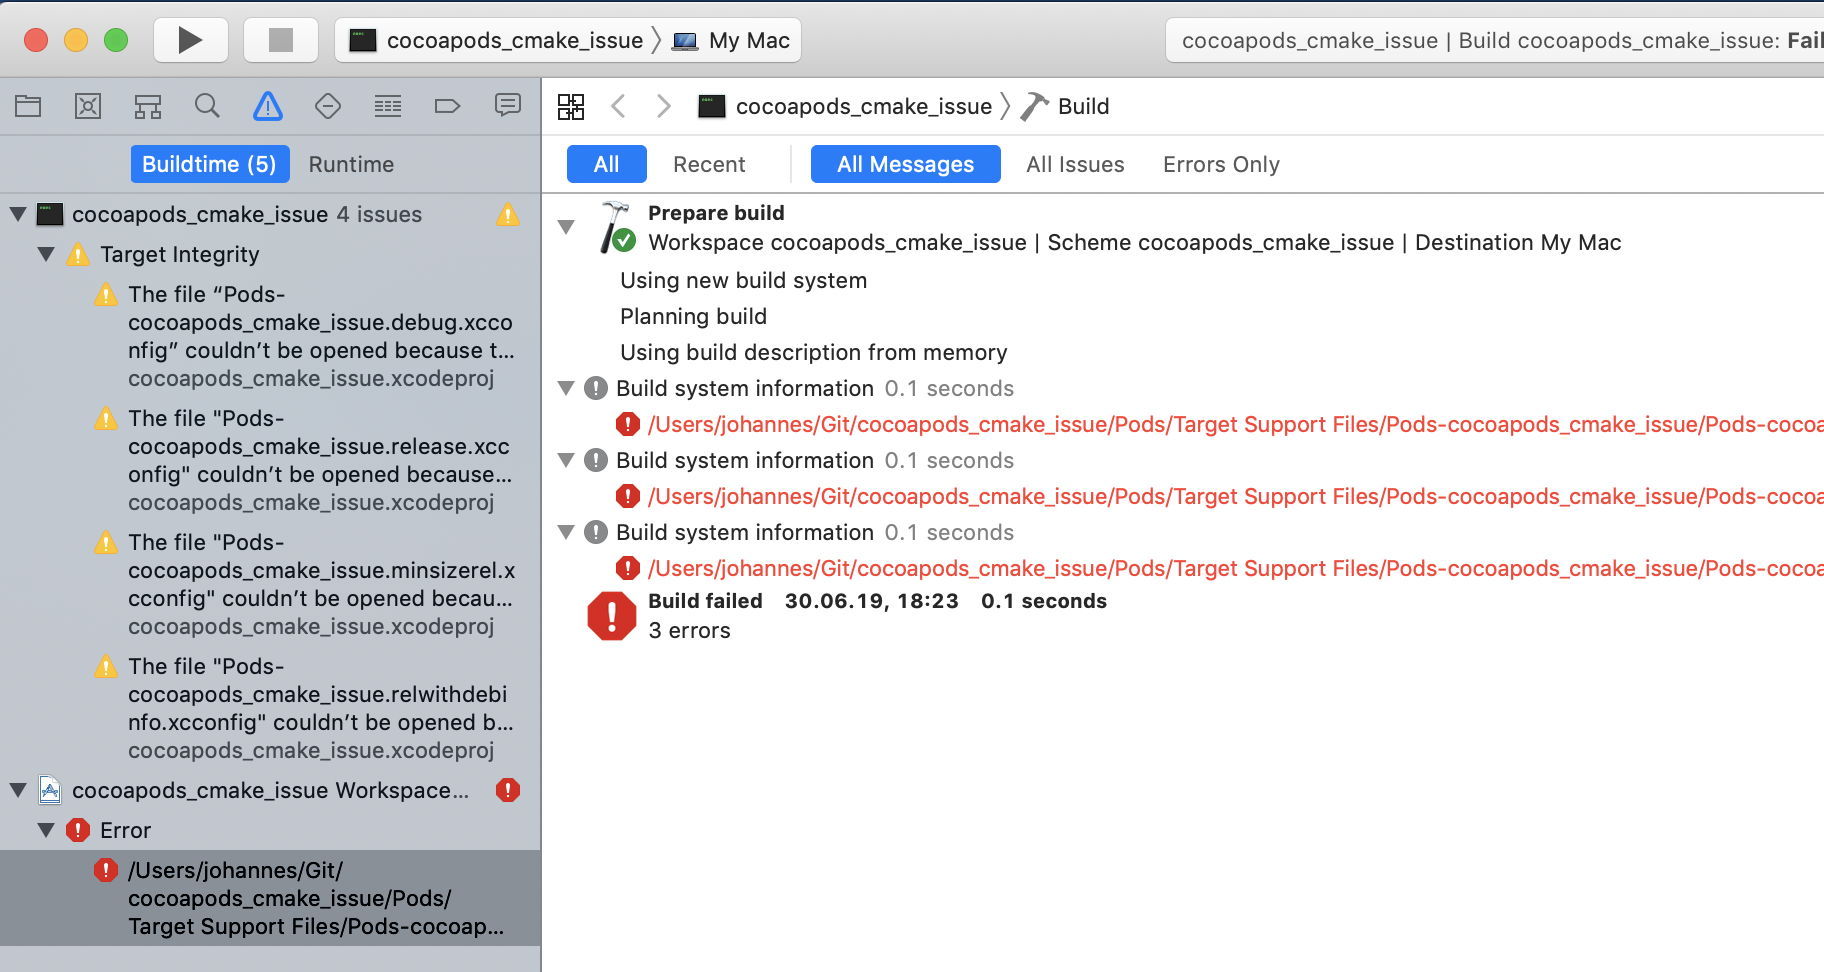 cocoapods_cmake_issue My Mac
cocoapods_cmake_issue | Build cocoapods_cmake_issue: Fail
cocoapods_cmake_issue Build
Buildtime (5) Runtime
All Recent All Messages All Issues Errors Only
cocoapods_cmake_issue 4 issues
Target Integrity
The file “Pods-
cocoapods_cmake_issue.debug.xcco
nfig” couldn’t be opened because t...
cocoapods_cmake_issue.xcodeproj
The file "Pods-
cocoapods_cmake_issue.release.xcc
onfig" couldn’t be opened because...
cocoapods_cmake_issue.xcodeproj
The file "Pods-
cocoapods_cmake_issue.minsizerel.x
cconfig" couldn’t be opened becau...
cocoapods_cmake_issue.xcodeproj
The file "Pods-
cocoapods_cmake_issue.relwithdebi
nfo.xcconfig" couldn’t be opened b...
cocoapods_cmake_issue.xcodeproj
cocoapods_cmake_issue Workspace...
Error
/Users/johannes/Git/
cocoapods_cmake_issue/Pods/
Target Support Files/Pods-cocoap...
Prepare build
Workspace cocoapods_cmake_issue | Scheme cocoapods_cmake_issue | Destination My Mac
Using new build system
Planning build
Using build description from memory
Build system information 0.1 seconds
/Users/johannes/Git/cocoapods_cmake_issue/Pods/Target Support Files/Pods-cocoapods_cmake_issue/Pods-cocoa
Build system information 0.1 seconds
/Users/johannes/Git/cocoapods_cmake_issue/Pods/Target Support Files/Pods-cocoapods_cmake_issue/Pods-cocoa
Build system information 0.1 seconds
/Users/johannes/Git/cocoapods_cmake_issue/Pods/Target Support Files/Pods-cocoapods_cmake_issue/Pods-cocoa
Build failed 30.06.19, 18:23 0.1 seconds
3 errors